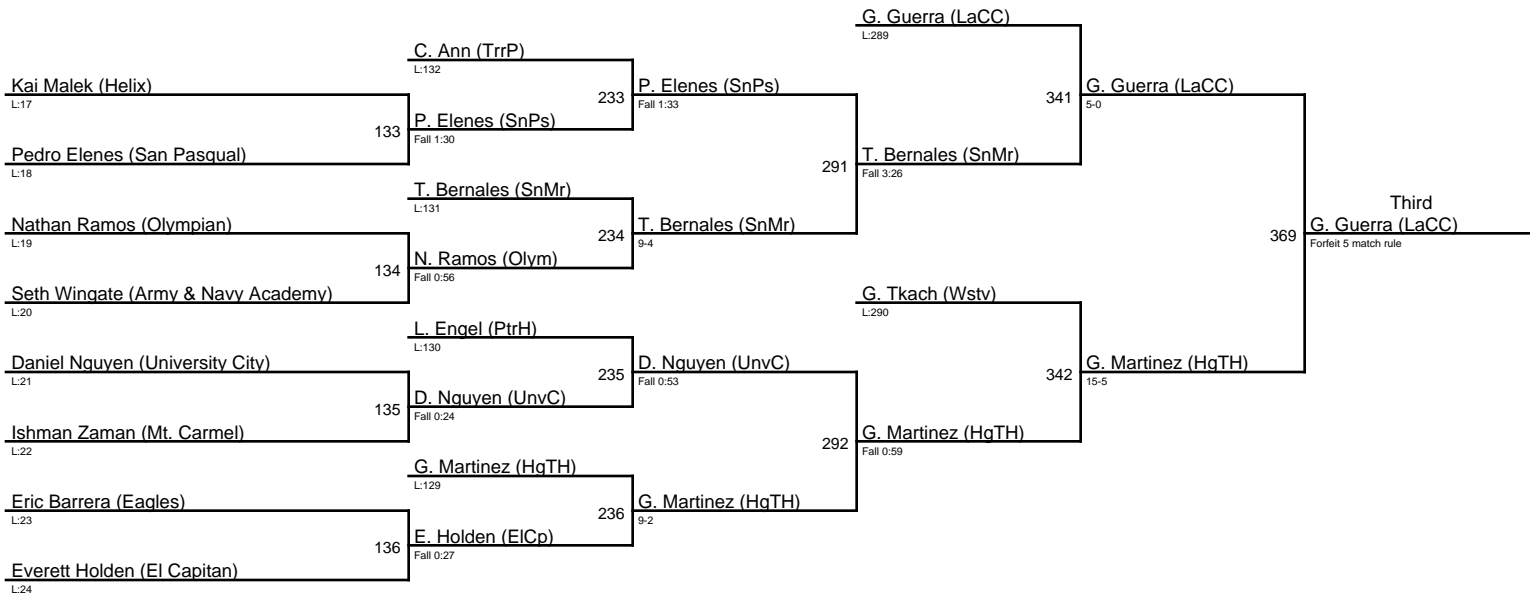 G. Guerra (LaCC)
L:289
C. Ann (TrrP)
L:132
Kai Malek (Helix)
L:17
233
P. Elenes (SnPs)
Fall 1:33
341
G. Guerra (LaCC)
5-0
133
P. Elenes (SnPs)
Fall 1:30
Pedro Elenes (San Pasqual)
L:18
291
T. Bernales (SnMr)
Fall 3:26
T. Bernales (SnMr)
L:131
Nathan Ramos (Olympian)
L:19
234
T. Bernales (SnMr)
9-4
369
Third
G. Guerra (LaCC)
Forfeit 5 match rule
134
N. Ramos (Olym)
Fall 0:56
Seth Wingate (Army & Navy Academy)
L:20
G. Tkach (Wstv)
L:290
L. Engel (PtrH)
L:130
Daniel Nguyen (University City)
L:21
235
D. Nguyen (UnvC)
Fall 0:53
342
G. Martinez (HgTH)
15-5
135
D. Nguyen (UnvC)
Fall 0:24
Ishman Zaman (Mt. Carmel)
L:22
292
G. Martinez (HgTH)
Fall 0:59
G. Martinez (HgTH)
L:129
Eric Barrera (Eagles)
L:23
236
G. Martinez (HgTH)
9-2
136
E. Holden (ElCp)
Fall 0:27
Everett Holden (El Capitan)
L:24